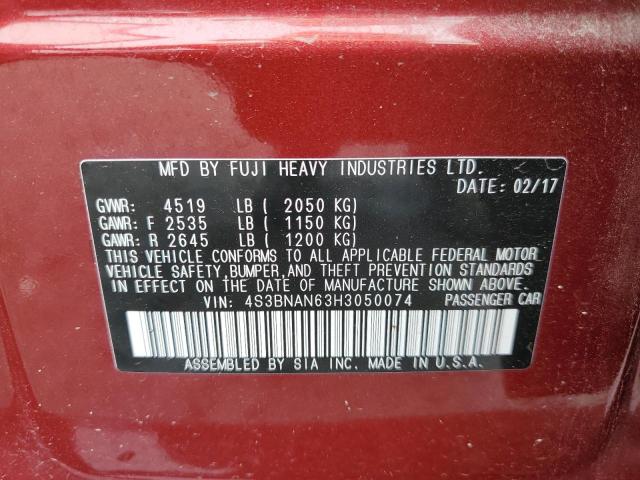 MFD BY FUJI HEAVY INDUSTRIES LTD.
DATE: 02/17
GVWR: 4519 LB ( 2050 KG)
GAWR: F 2535 LB ( 1150 KG)
GAWR: R 2645 LB ( 1200 KG)
THIS VEHICLE CONFORMS TO ALL APPLICABLE FEDERAL MOTOR
VEHICLE SAFETY, BUMPER, AND THEFT PREVENTION STANDARDS
IN EFFECT ON THE DATE OF MANUFACTURE SHOWN ABOVE.
VIN: 4S3BNAN63H3050074 PASSENGER CAR
ASSEMBLED BY SIA INC. MADE IN U.S.A.